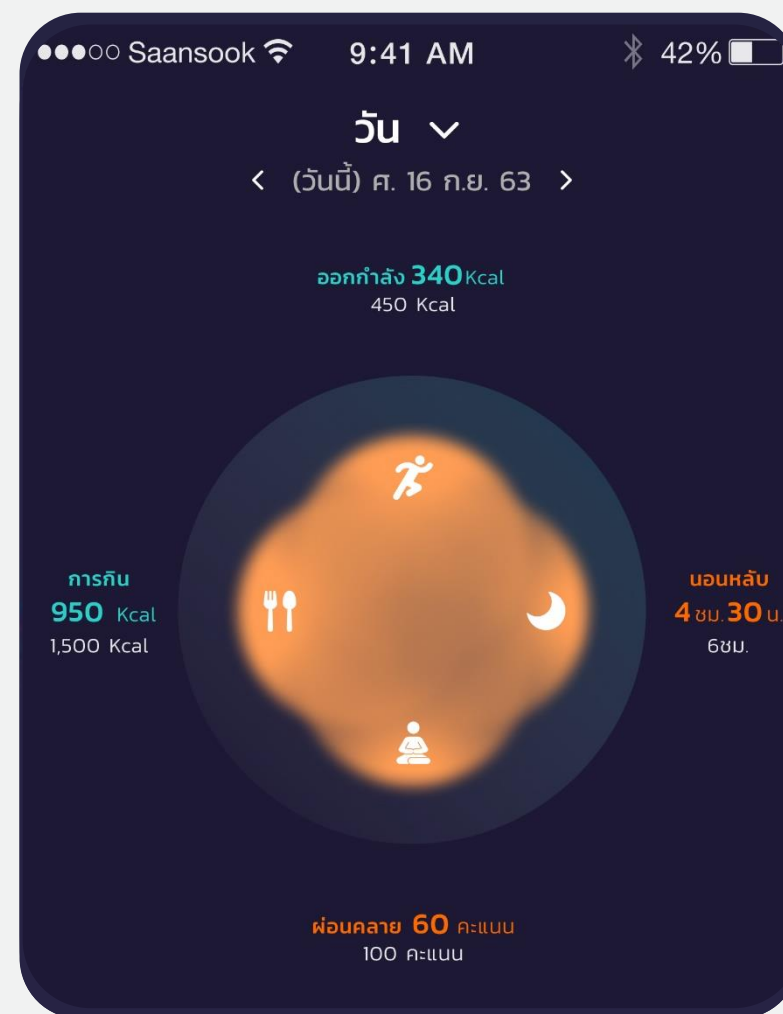 Saansook 9:41 AM 42%
วัน
(วันนี้) ศ. 16 ก.ย. 63
ออกกำลัง 340 Kcal
450 Kcal
การกิน
950 Kcal
1,500 Kcal
นอนหลับ
4 ชม. 30 น.
6ชม.
ผ่อนคลาย 60 คะแนน
100 คะแนน